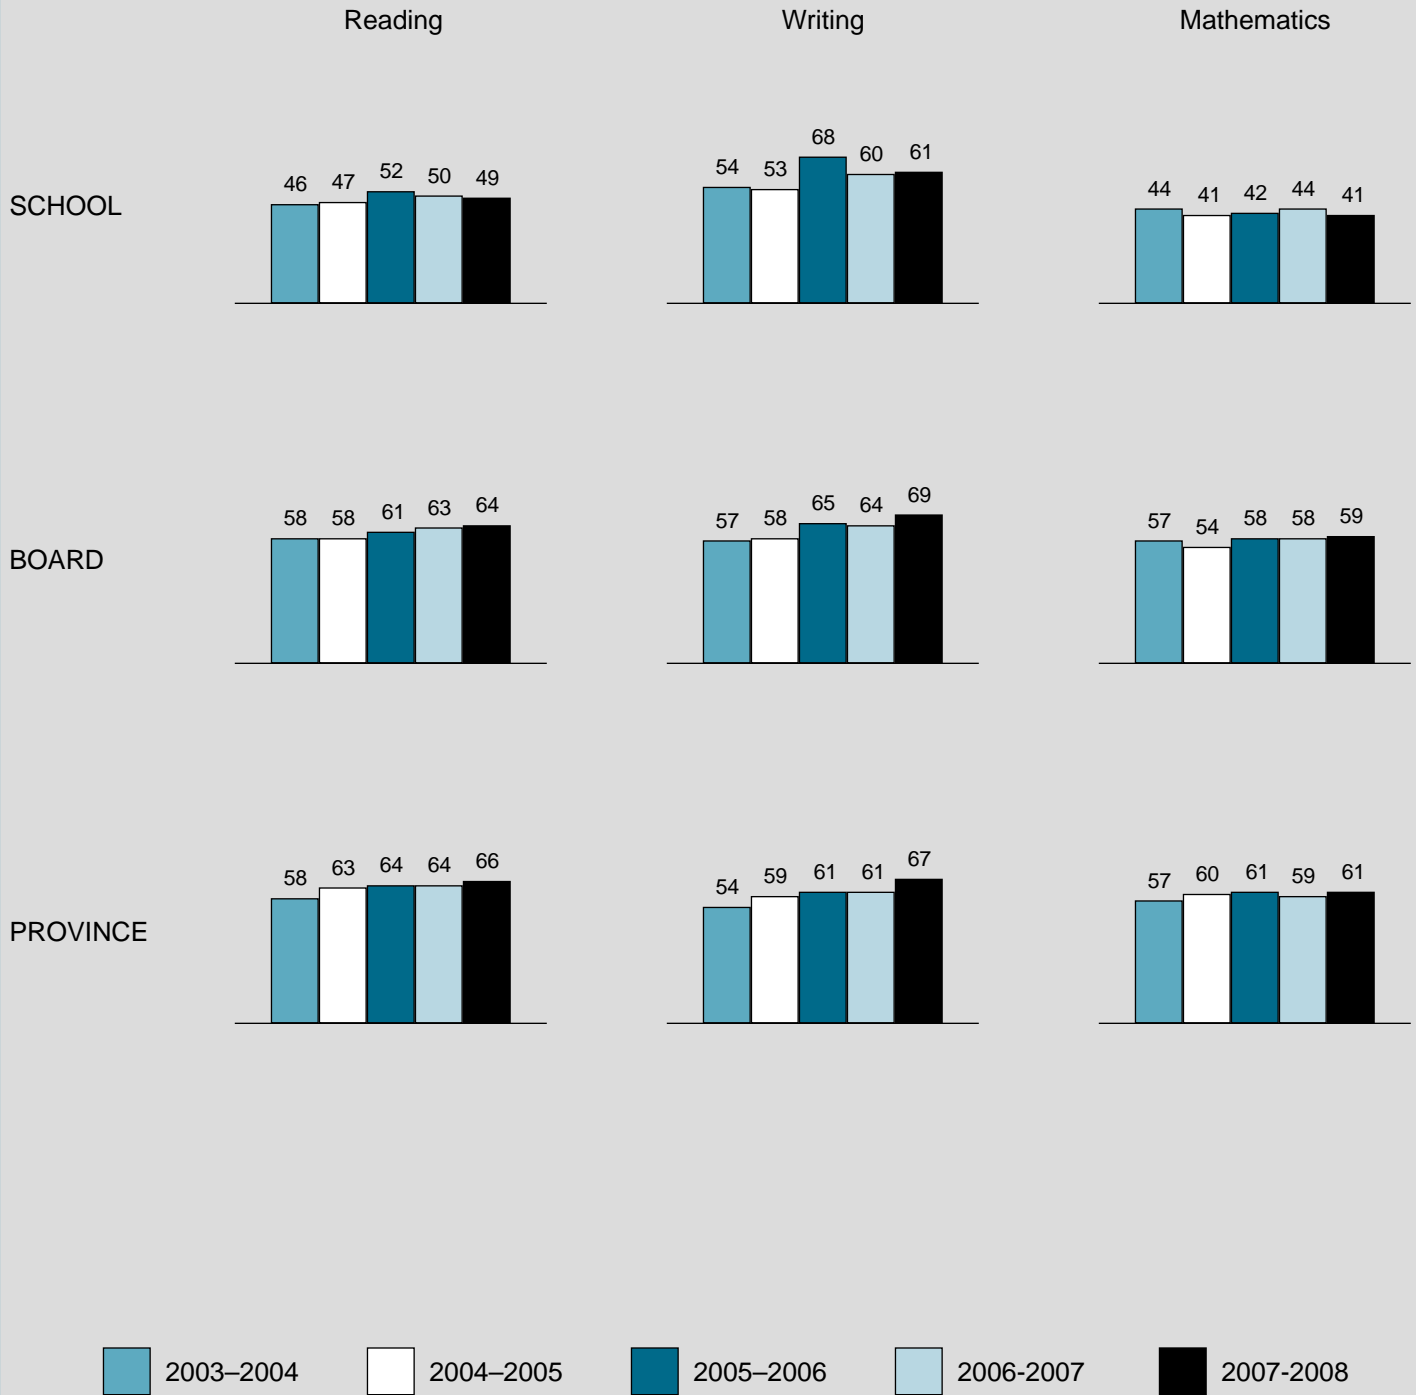 Reading Writing Mathematics
SCHOOL
46 47 52 50 49
54 53 68 60 61
44 41 42 44 41
BOARD
58 58 61 63 64
57 58 65 64 69
57 54 58 58 59
PROVINCE
58 63 64 64 66
54 59 61 61 67
57 60 61 59 61
2003–2004 2004–2005 2005–2006 2006-2007 2007-2008